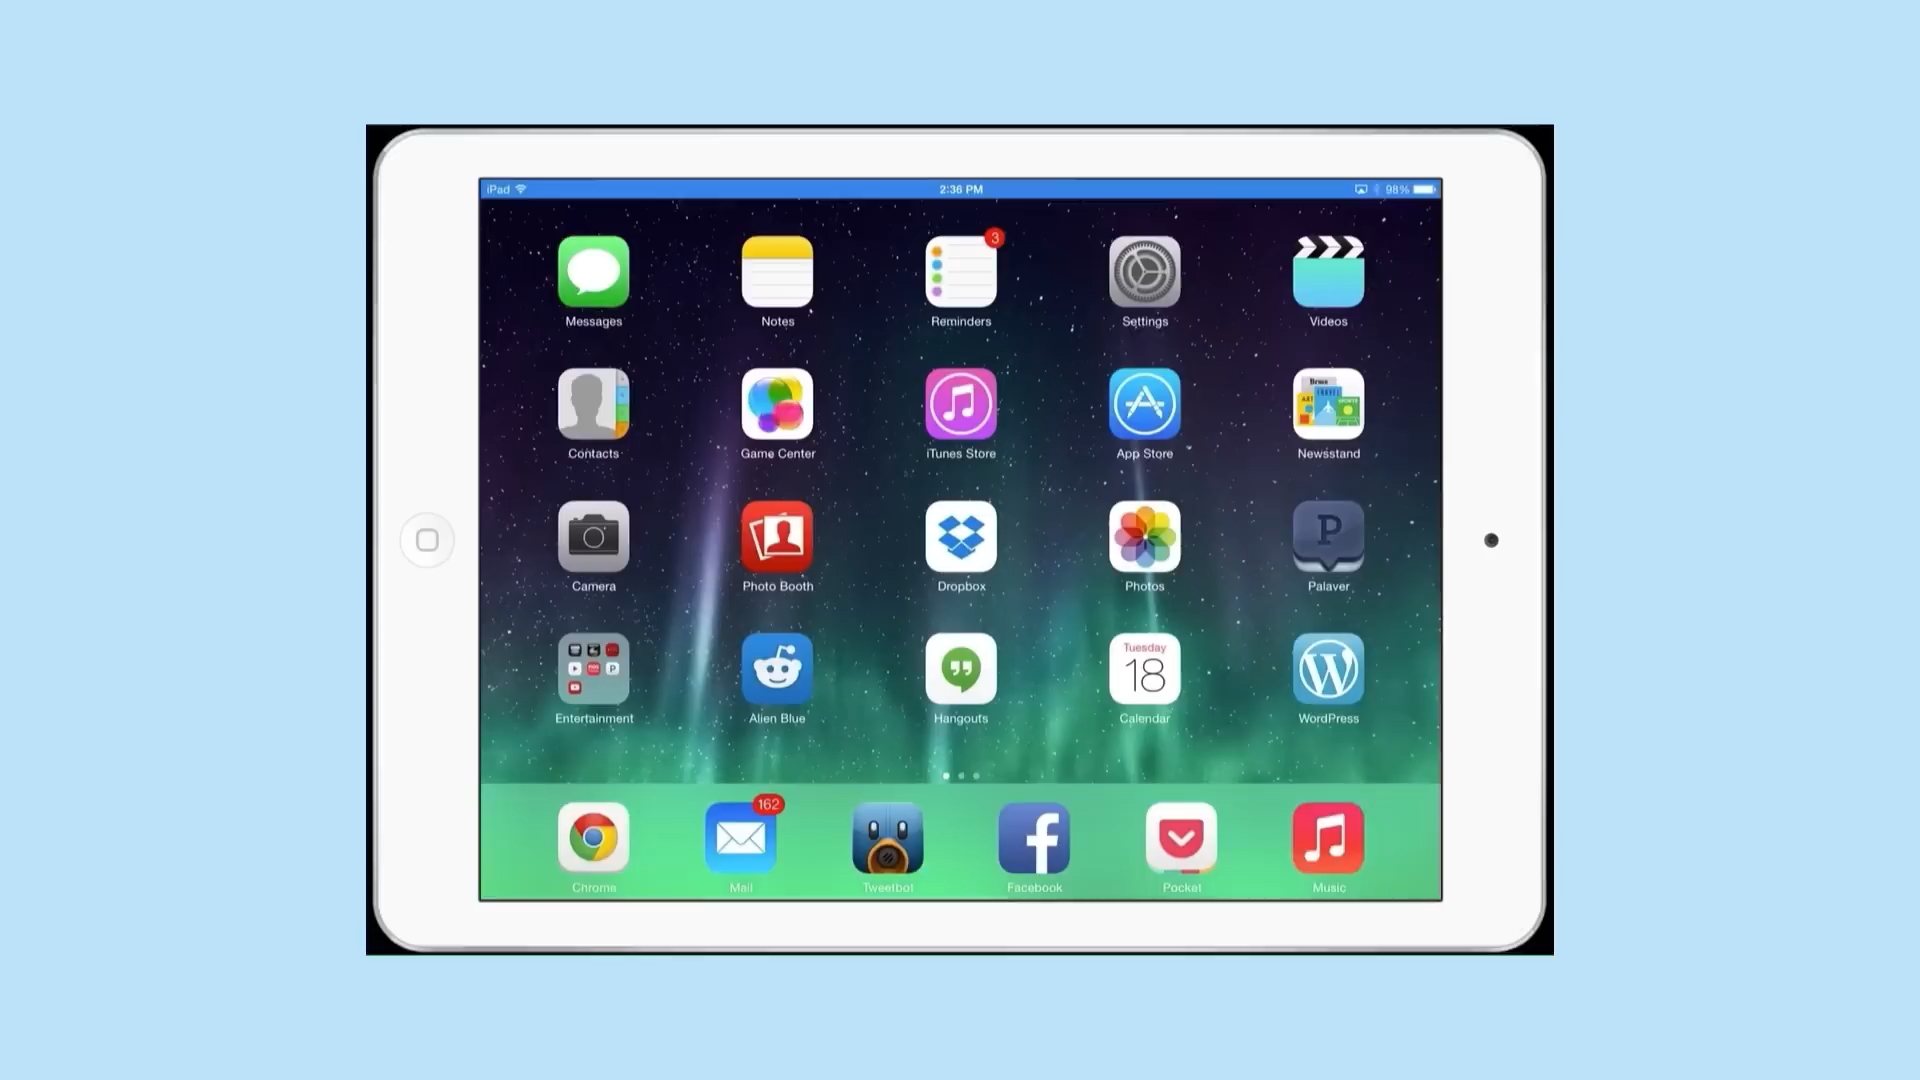 iPad
2:36 PM
98%
3
Messages
Notes
Reminders
Settings
Videos
Contacts
Game Center
iTunes Store
App Store
Newsstand
P
Camera
Photo Booth
Dropbox
Photos
Palaver
Tuesday
18
Entertainment
Alien Blue
Hangouts
Calendar
WordPress
162
Chrome
Mail
Tweetbot
Facebook
Pocket
Music